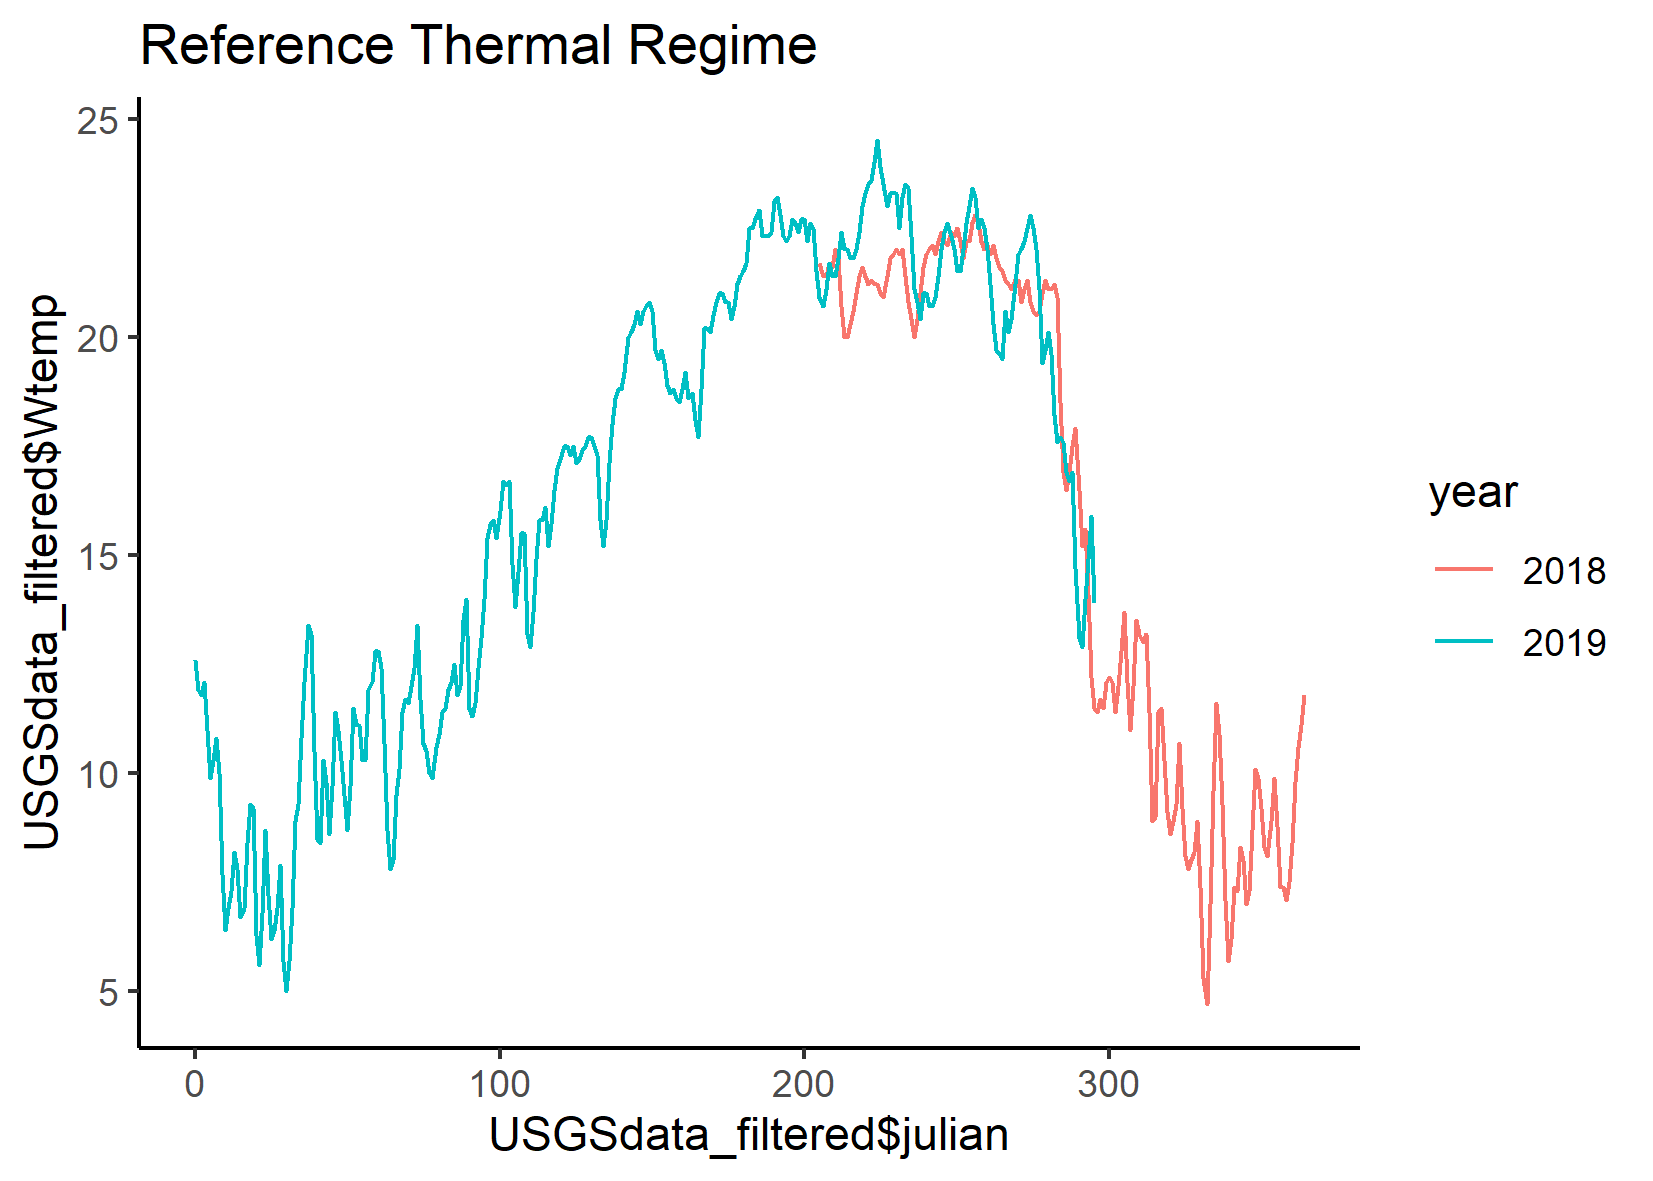 Reference Thermal Regime
25
20
15
10
5
USGSdata_filtered$Wtemp
0 100 200 300
USGSdata_filtered$julian
year
2018
2019